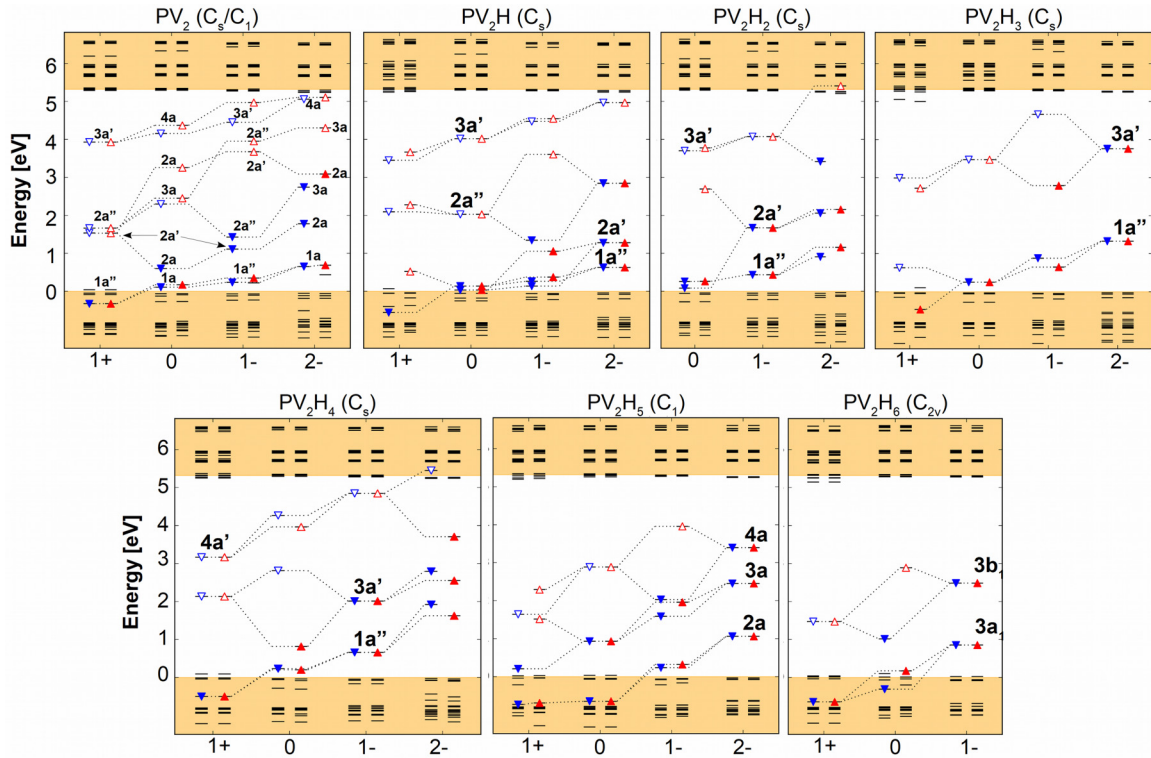 PV2 (Cs/C1)
PV2H (Cs)
PV2H2 (Cs)
PV2H3 (Cs)
Energy [eV]
6
5
4
3
2
1
0
3a'
4a
3a'
4a
2a
2a''
3a
3a
2a'
2a''
2a'
2a
3a
2a
2a
1a''
1a
1a''
1a
1+
0
1-
2-
3a'
2a''
2a'
1a''
1+
0
1-
2-
3a'
2a'
1a''
0
1-
2-
3a'
1a''
1+
0
1-
2-
PV2H4 (Cs)
PV2H5 (C1)
PV2H6 (C2v)
Energy [eV]
6
5
4
3
2
1
0
4a'
3a'
1a''
1+
0
1-
2-
4a
3a
2a
1+
0
1-
2-
3b1
3a1
1+
0
1-